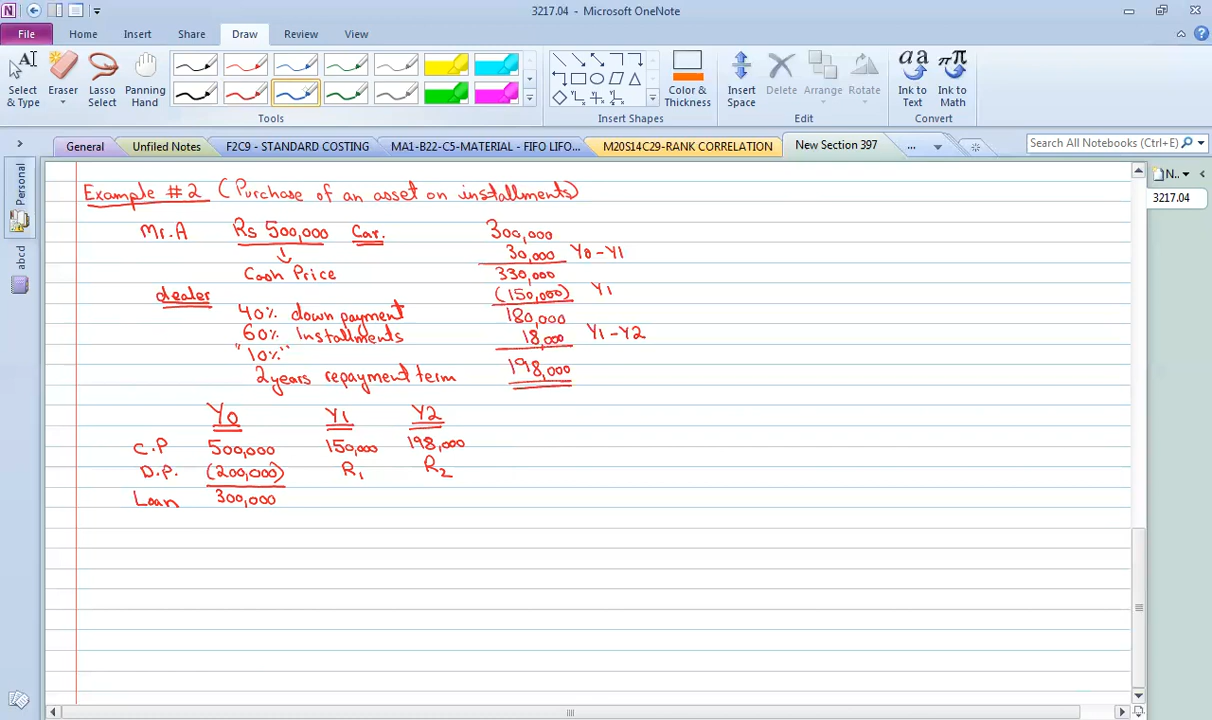 3217.04 - Microsoft OneNote
File Home Insert Share Draw Review View
Select & Type
Eraser
Lasso Select
Panning Hand
Color & Thickness
Insert Space
Delete
Arrange
Rotate
Ink to Text
Ink to Math
Tools
Insert Shapes
Edit
Convert
General Unfiled Notes F2C9 - STANDARD COSTING MA1-B22-C5-MATERIAL - FIFO LIFO... M20S14C29-RANK CORRELATION New Section 397 ... Search All Notebooks (Ctrl+E)
Personal
abcd
N..
3217.04
Example # 2 (Purchase of an asset on installments)
Mr. A Rs 500,000 Car.
Cash Price
dealer
40% down payment
60% Installments
"10%"
2 years repayment term
300,000
30,000 Y0 - Y1
330,000
(150,000) Y1
180,000
18,000 Y1 - Y2
198,000
Y0 Y1 Y2
C.P 500,000 150,000 198,000
D.P. (200,000) R1 R2
Loan 300,000